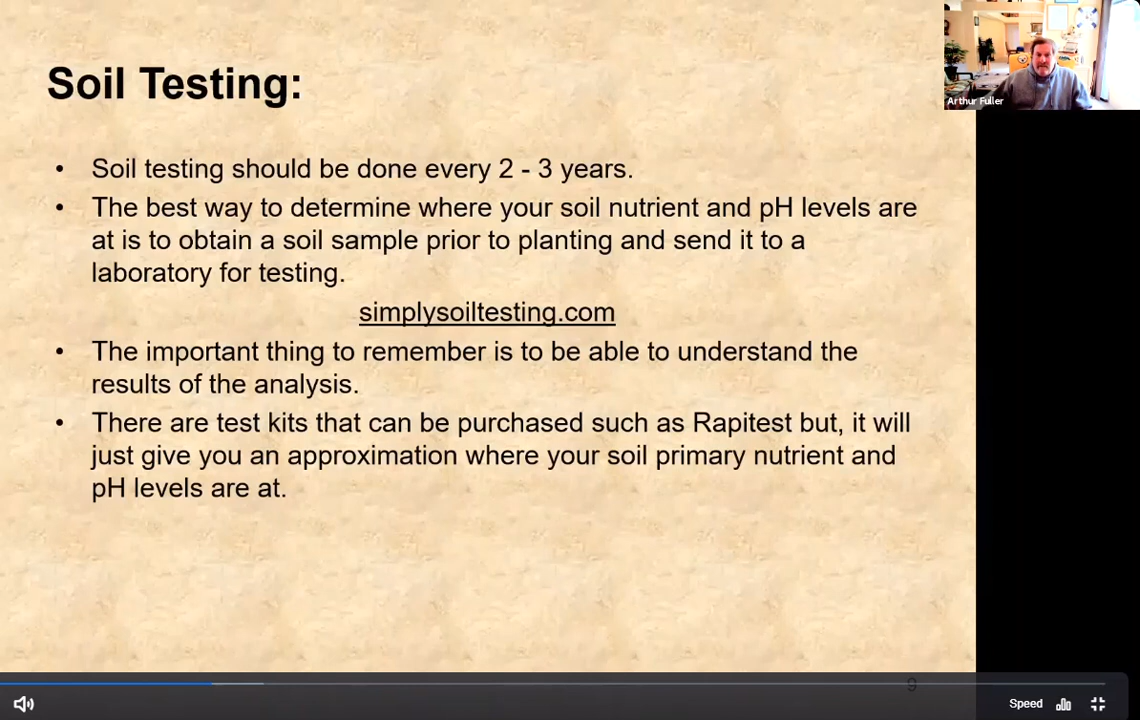 Soil Testing:
Arthur Fuller
• Soil testing should be done every 2 - 3 years.
• The best way to determine where your soil nutrient and pH levels are
at is to obtain a soil sample prior to planting and send it to a
laboratory for testing.
simplysoiltesting.com
• The important thing to remember is to be able to understand the
results of the analysis.
• There are test kits that can be purchased such as Rapitest but, it will
just give you an approximation where your soil primary nutrient and
pH levels are at.
9
Speed